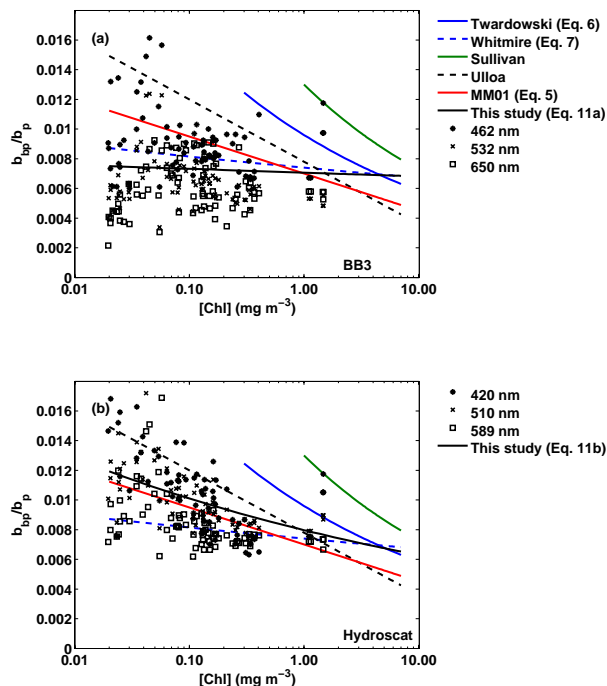 (a)
0.016
0.014
0.012
0.01
0.008
0.006
0.004
0.002
0
b_bp/b_p
0.01
0.10
1.00
10.00
[Chl] (mg m⁻³)
BB3
Twardowski (Eq. 6)
Whitmire (Eq. 7)
Sullivan
Ulloa
MM01 (Eq. 5)
This study (Eq. 11a)
462 nm
532 nm
650 nm
(b)
0.016
0.014
0.012
0.01
0.008
0.006
0.004
0.002
0
b_bp/b_p
0.01
0.10
1.00
10.00
[Chl] (mg m⁻³)
Hydroscat
420 nm
510 nm
589 nm
This study (Eq. 11b)